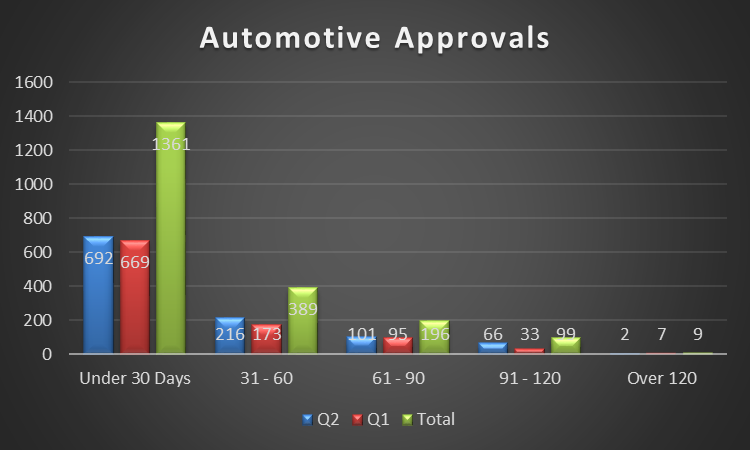 Automotive Approvals
1600
1400
1200
1000
800
600
400
200
0
692 669 1361
216 173 389
101 95 196
66 33 99
2 7 9
Under 30 Days 31 - 60 61 - 90 91 - 120 Over 120
Q2 Q1 Total